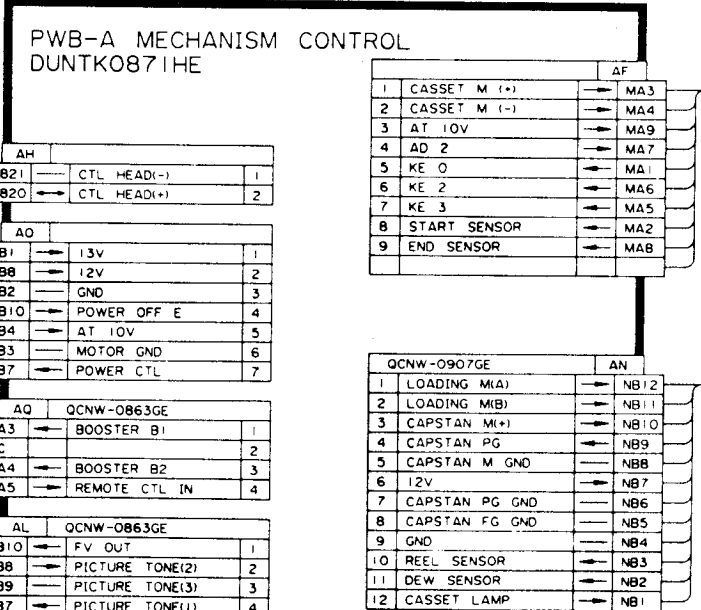 PWB-A MECHANISM CONTROL
DUNTK0871HE
AF
1 CASSET M (+) MA3
2 CASSET M (-) MA4
3 AT 10V MA9
4 AD 2 MA7
5 KE 0 MA1
6 KE 2 MA6
7 KE 3 MA5
8 START SENSOR MA2
9 END SENSOR MA8
AH
B21 CTL HEAD(-) 1
B20 CTL HEAD(+) 2
AO
B1 13V 1
B8 12V 2
B2 GND 3
B10 POWER OFF E 4
B4 AT 10V 5
B3 MOTOR GND 6
B7 POWER CTL 7
AQ QCNW-0863GE
A3 BOOSTER B1 1
C 2
A4 BOOSTER B2 3
A5 REMOTE CTL IN 4
AL QCNW-0863GE
B10 FV OUT 1
B8 PICTURE TONE(2) 2
B9 PICTURE TONE(3) 3
B7 PICTURE TONE(1) 4
QCNW-0907GE AN
1 LOADING M(A) NB12
2 LOADING M(B) NB11
3 CAPSTAN M(+) NB10
4 CAPSTAN PG NB9
5 CAPSTAN M GND NB8
6 12V NB7
7 CAPSTAN PG GND NB6
8 CAPSTAN FG GND NB5
9 GND NB4
10 REEL SENSOR NB3
11 DEW SENSOR NB2
12 CASSET LAMP NB1